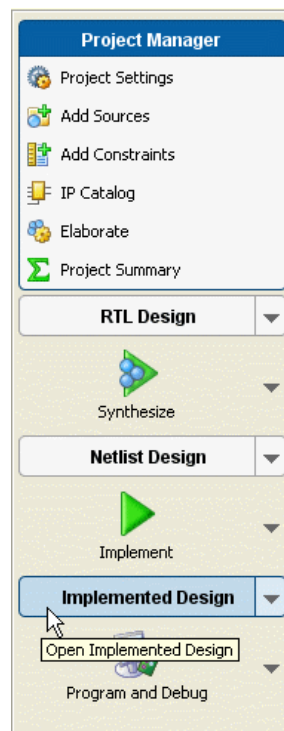 Project Manager
Project Settings
Add Sources
Add Constraints
IP Catalog
Elaborate
Project Summary
RTL Design
Synthesize
Netlist Design
Implement
Implemented Design
Open Implemented Design
Program and Debug